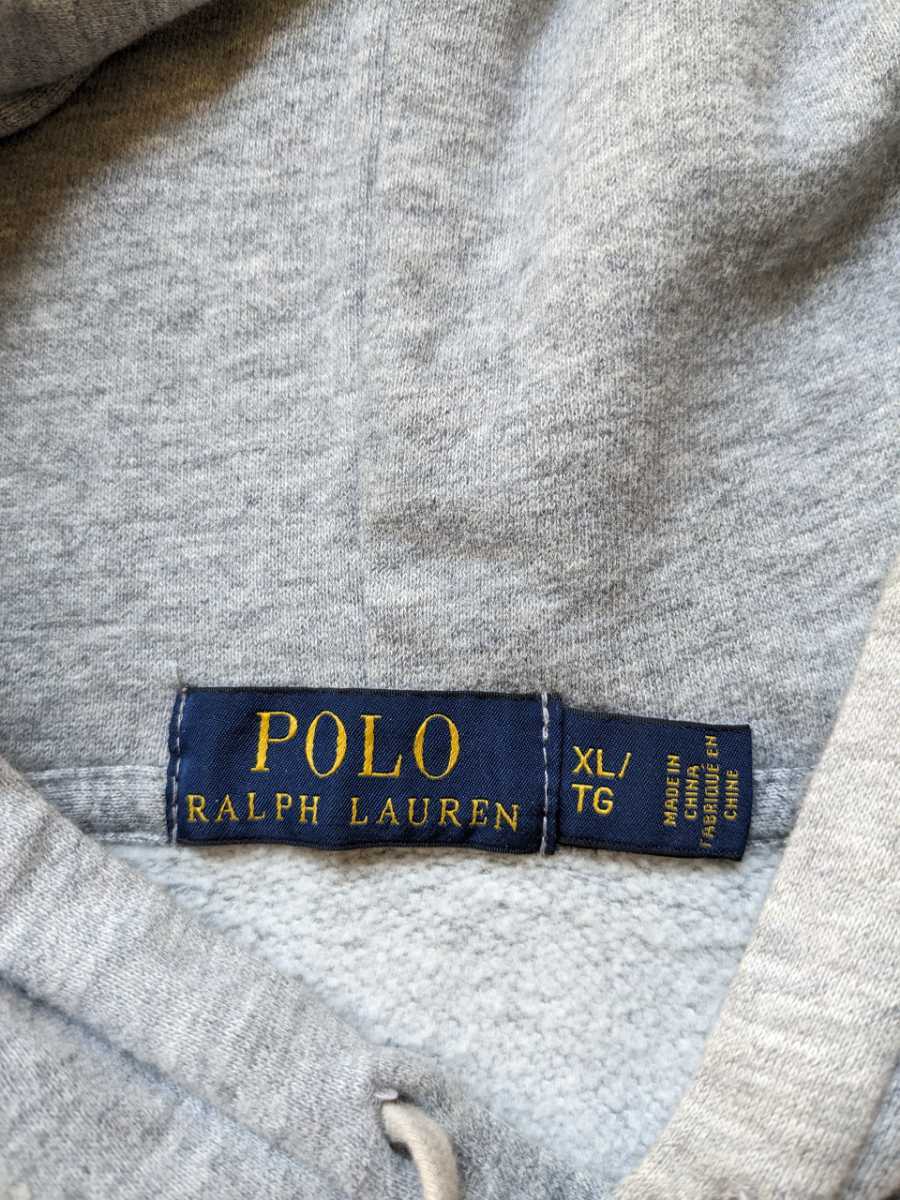 POLO
RALPH LAUREN
XL/
TG
MADE IN
CHINA
FABRIQUÉ EN
CHINE